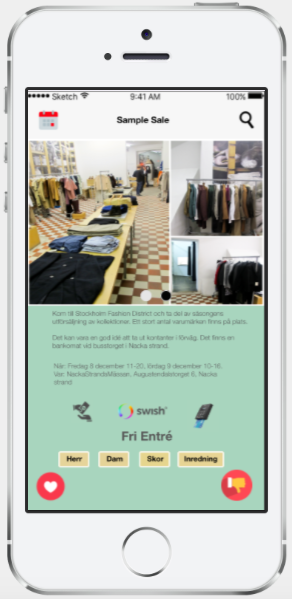 Sketch 9:41 AM 100%
Sample Sale
Kom till Stockholm Fashion District och ta del av säsongens
utförsäljning av kollektioner. Ett stort antal varumärken finns på plats.
Det kan vara en god idé att ta ut kontanter i förväg. Det finns en
bankomat vid busstorget i Nacka strand.
När: Fredag 8 december 11-20, lördag 9 december 10-16.
Var: NackaStrandsMässan, Augustendalstorget 6, Nacka
strand
swish
Fri Entré
Herr Dam Skor Inredning